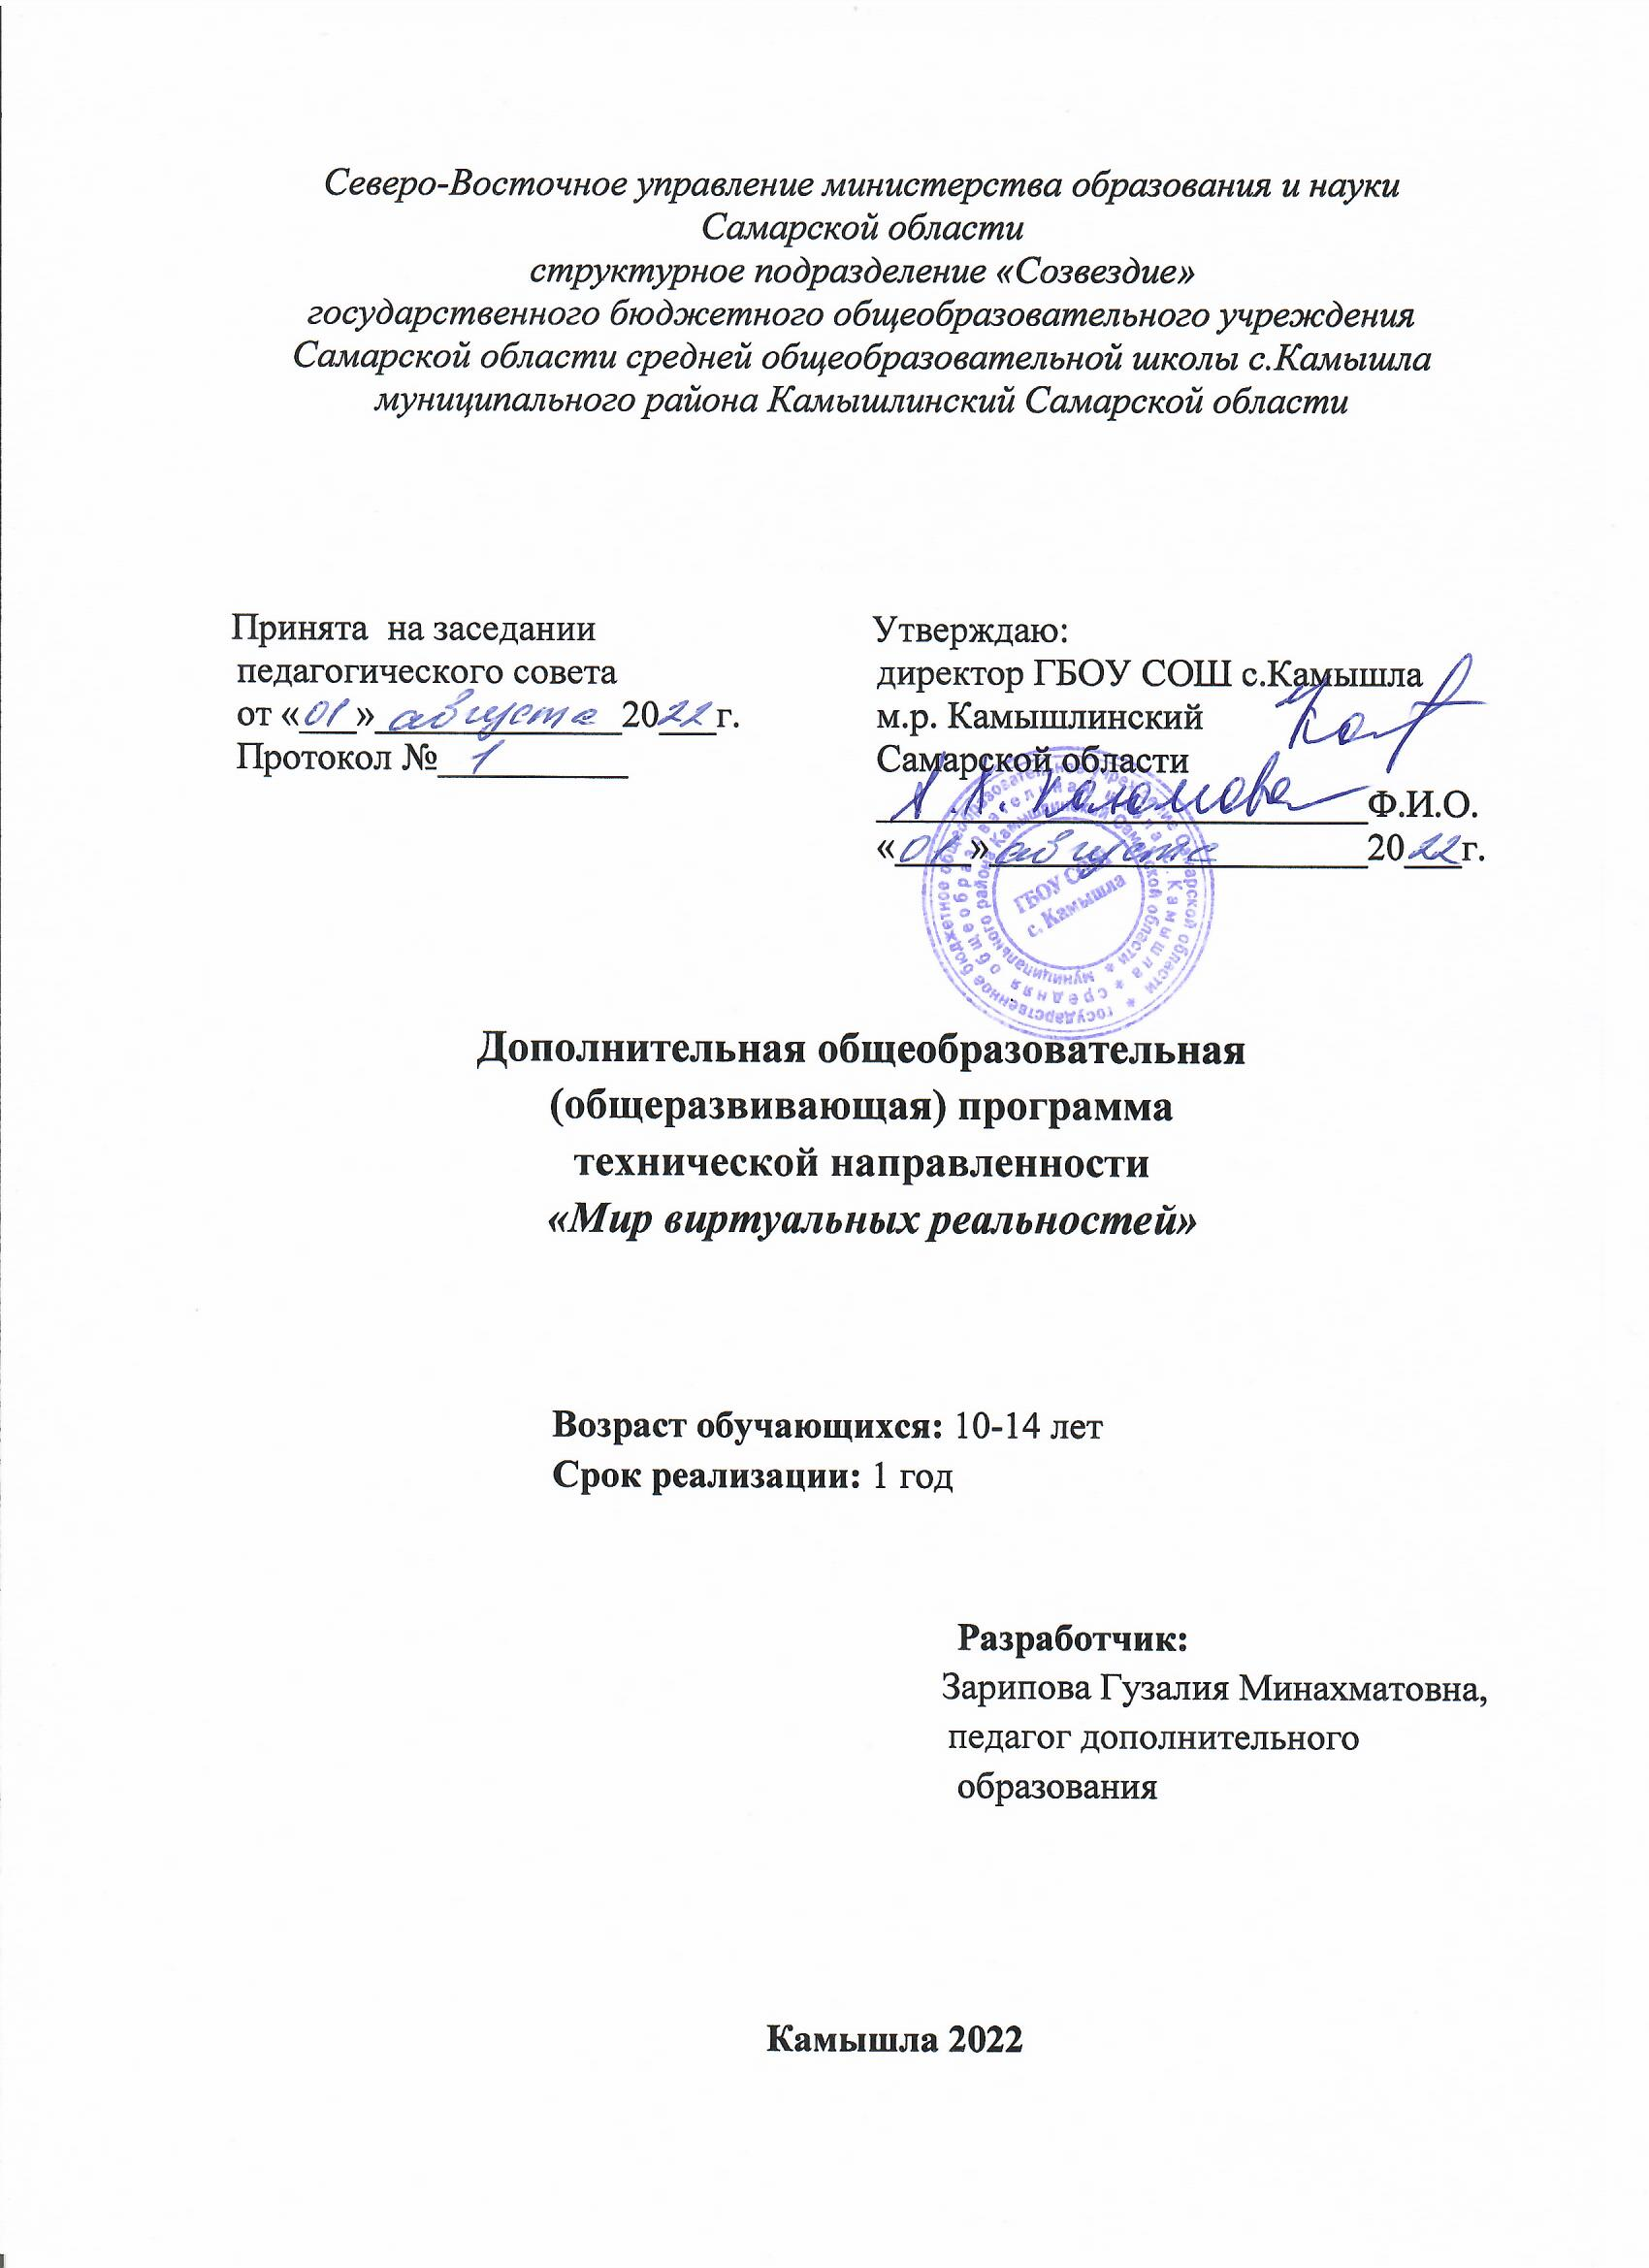 Северо-Восточное управление министерства образования и науки
Самарской области
структурное подразделение «Созвездие»
государственного бюджетного общеобразовательного учреждения
Самарской области средней общеобразовательной школы с.Камышла
муниципального района Камышлинский Самарской области
Принята на заседании
педагогического совета
от «01» августа 2022г.
Протокол № 1
Утверждаю:
директор ГБОУ СОШ с.Камышла
м.р. Камышлинский
Самарской области
Ф.И.О.
«01» августа 2022г.
ГБОУ СОШ
с. Камышла
Дополнительная общеобразовательная
(общеразвивающая) программа
технической направленности
«Мир виртуальных реальностей»
Возраст обучающихся: 10-14 лет
Срок реализации: 1 год
Разработчик:
Зарипова Гузалия Минахматовна,
педагог дополнительного
образования
Камышла 2022